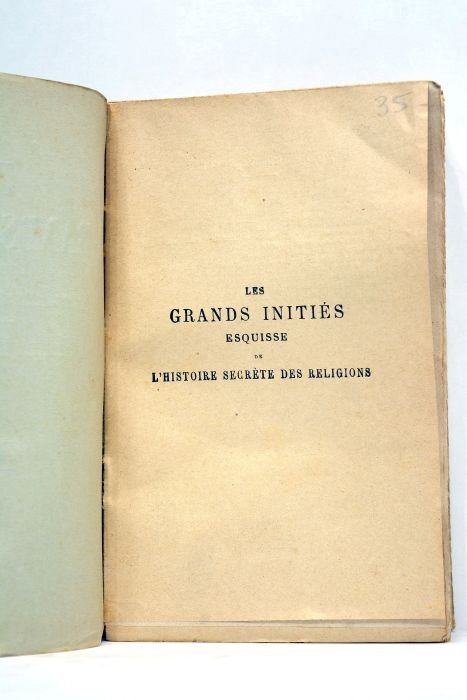 35-
LES
GRANDS INITIÉS
ESQUISSE
DE
L'HISTOIRE SECRÈTE DES RELIGIONS